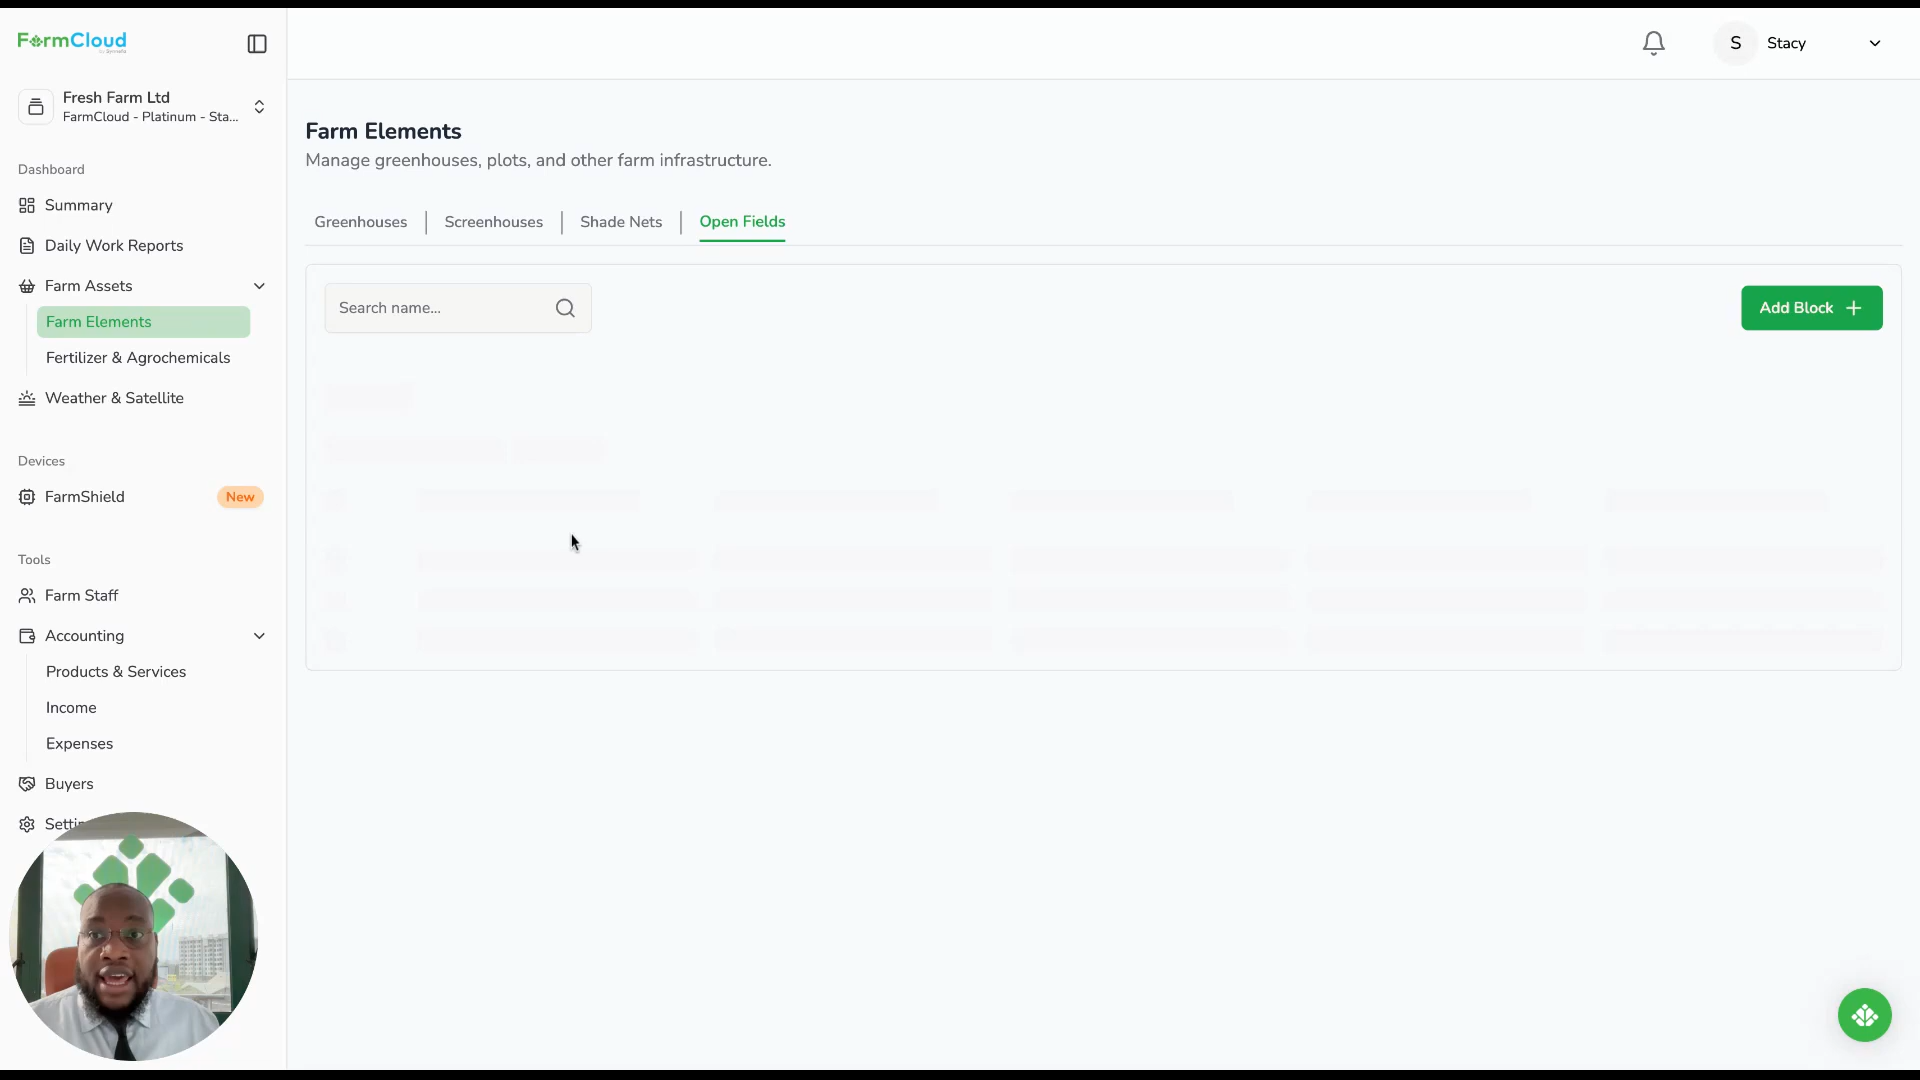 FarmCloud
Stacy
S
Fresh Farm Ltd
FarmCloud - Platinum - Sta...
Dashboard
Summary
Daily Work Reports
Farm Assets
Farm Elements
Fertilizer & Agrochemicals
Weather & Satellite
Devices
FarmShield
New
Tools
Farm Staff
Accounting
Products & Services
Income
Expenses
Buyers
Farm Elements
Manage greenhouses, plots, and other farm infrastructure.
Greenhouses | Screenhouses | Shade Nets | Open Fields
Search name...
Add Block +